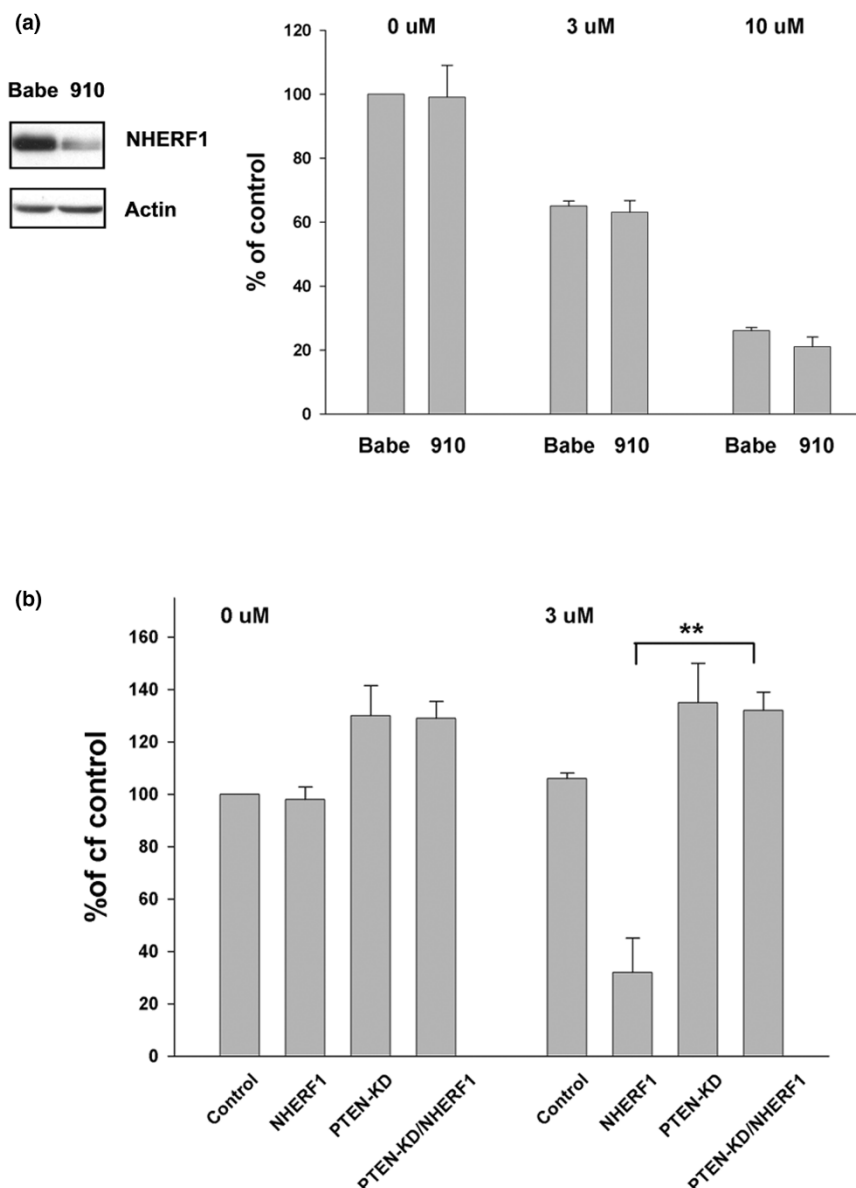 (a)
Babe 910
NHERF1
Actin
% of control
120
100
80
60
40
20
0
0 uM 3 uM 10 uM
Babe 910 Babe 910 Babe 910
(b)
%of cf control
160
140
120
100
80
60
40
20
0
0 uM 3 uM
**
Control NHERF1 PTEN-KD PTEN-KD/NHERF1 Control NHERF1 PTEN-KD PTEN-KD/NHERF1